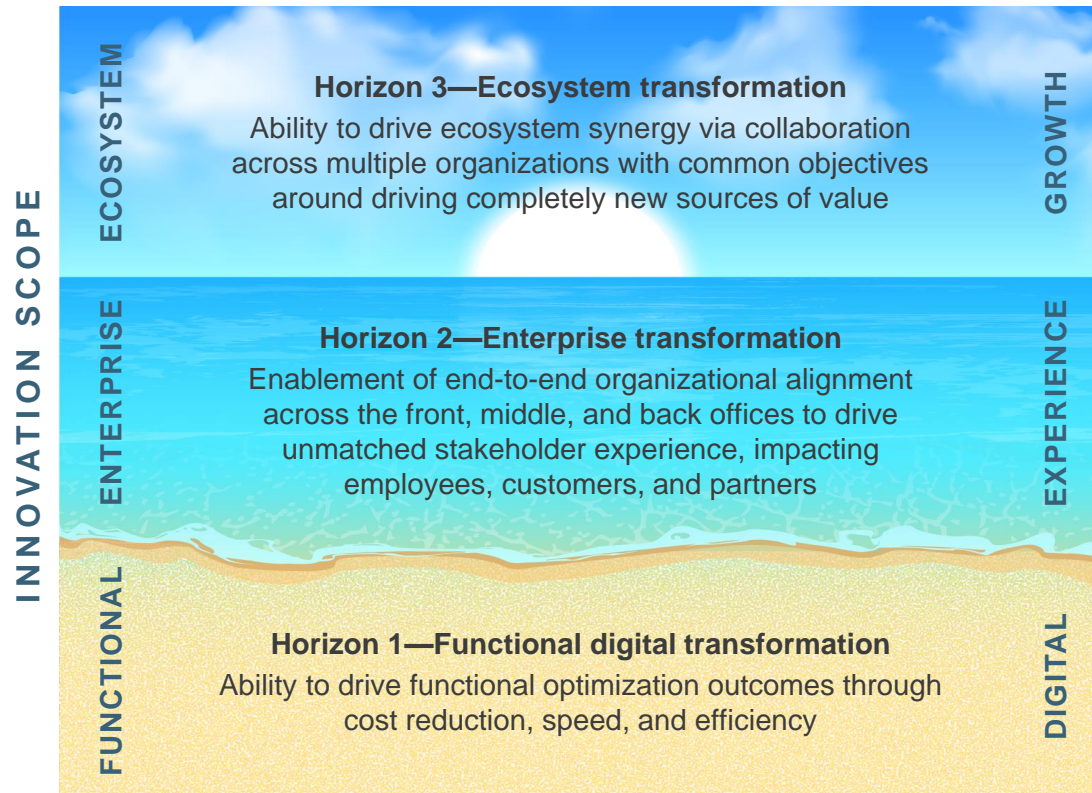 INNOVATION SCOPE
ECOSYSTEM
Horizon 3—Ecosystem transformation
Ability to drive ecosystem synergy via collaboration
across multiple organizations with common objectives
around driving completely new sources of value
GROWTH
ENTERPRISE
Horizon 2—Enterprise transformation
Enablement of end-to-end organizational alignment
across the front, middle, and back offices to drive
unmatched stakeholder experience, impacting
employees, customers, and partners
EXPERIENCE
FUNCTIONAL
Horizon 1—Functional digital transformation
Ability to drive functional optimization outcomes through
cost reduction, speed, and efficiency
DIGITAL